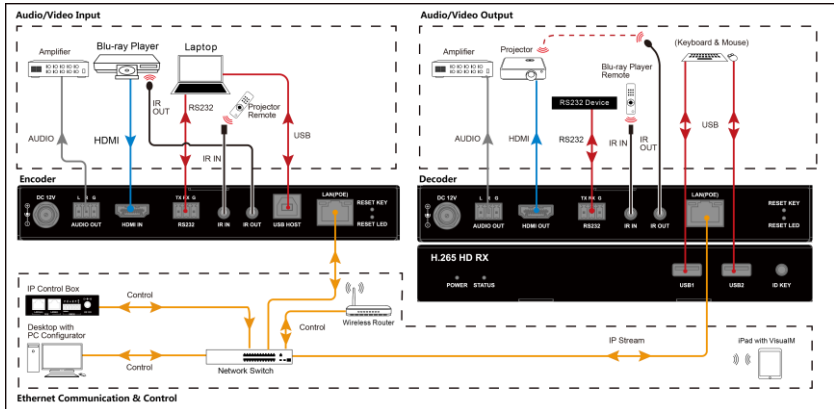 Audio/Video Input
Amplifier
Blu-ray Player
Laptop
IR
OUT
RS232
Projector
Remote
AUDIO
HDMI
IR IN
USB
Encoder
DC 12V
L R G
AUDIO OUT
HDMI IN
TX RX G
RS232
IR IN
IR OUT
USB HOST
LAN(POE)
RESET KEY
RESET LED
Audio/Video Output
Amplifier
Projector
(Keyboard & Mouse)
Blu-ray Player
Remote
RS232 Device
AUDIO
HDMI
RS232
IR IN
IR
OUT
USB
Decoder
DC 12V
L R G
AUDIO OUT
HDMI OUT
TX RX G
RS232
IR IN
IR OUT
LAN(POE)
RESET KEY
RESET LED
H.265 HD RX
POWER
STATUS
USB1
USB2
ID KEY
IP Control Box
Control
Desktop with
PC Configurator
Control
Network Switch
Control
Wireless Router
IP Stream
iPad with VisualM
Ethernet Communication & Control